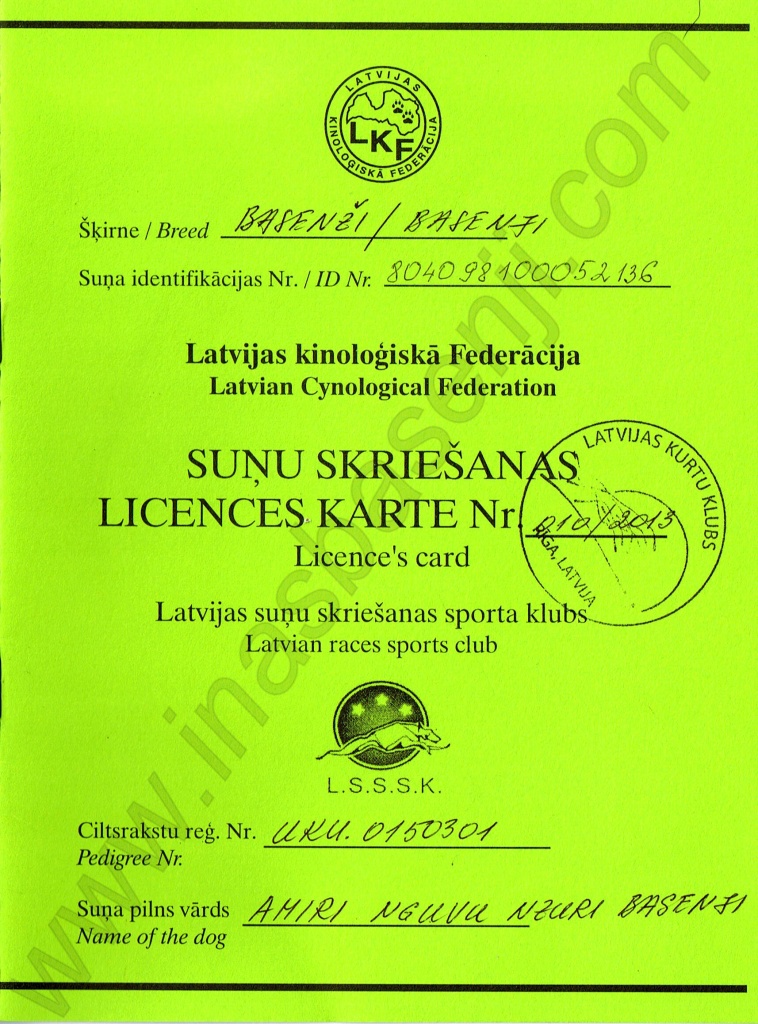 LATVIJAS
KINOLOĢISKĀ FEDERĀCIJA
LKF
Šķirne / Breed BASENŽI / BASENJI
Suņa identifikācijas Nr. / ID Nr. 804098100052136
Latvijas kinoloģiskā Federācija
Latvian Cynological Federation
SUŅU SKRIEŠANAS
LICENCES KARTE Nr. 010/2013
LATVIJAS KURTU KLUBS
RĪGA, LATVIJA
Licence's card
Latvijas suņu skriešanas sporta klubs
Latvian races sports club
L.S.S.S.K.
Ciltsrakstu reģ. Nr. UKU. 0150301
Pedigree Nr.
Suņa pilns vārds AMIRI NGUVU NZURI BASENJI
Name of the dog
www.inasbasenji.com